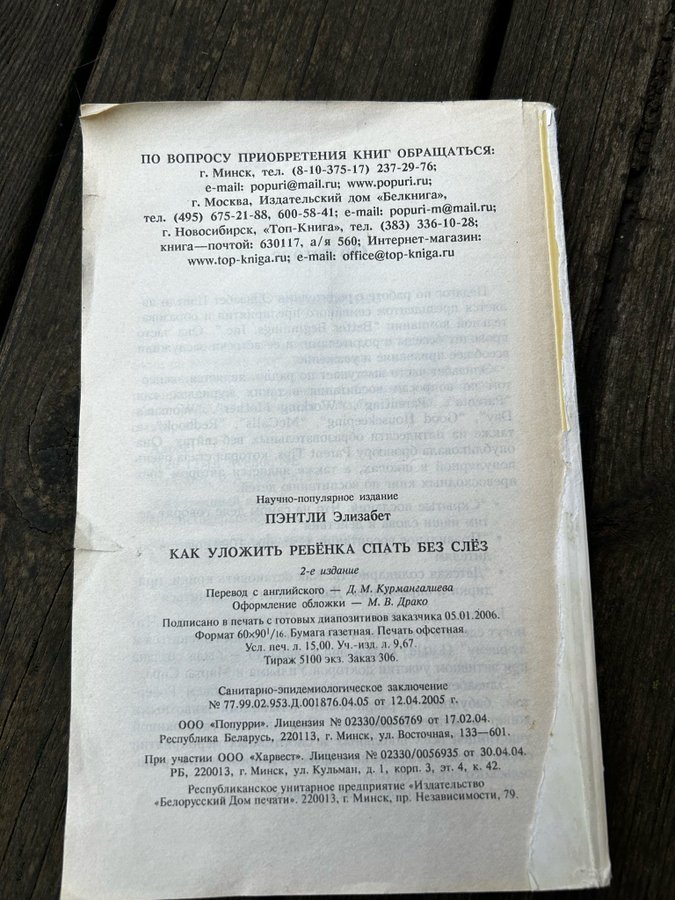 ПО ВОПРОСУ ПРИОБРЕТЕНИЯ КНИГ ОБРАЩАТЬСЯ:
г. Минск, тел. (8-10-375-17) 237-29-76;
e-mail: popuri@mail.ru; www.popuri.ru;
г. Москва, Издательский дом «Белкнига»,
тел. (495) 675-21-88, 600-58-41; e-mail: popuri-m@mail.ru;
г. Новосибирск, «Топ-Книга», тел. (383) 336-10-28;
книга—почтой: 630117, а/я 560; Интернет-магазин:
www.top-kniga.ru; e-mail: office@top-kniga.ru
Научно-популярное издание
ПЭНТЛИ Элизабет
КАК УЛОЖИТЬ РЕБЁНКА СПАТЬ БЕЗ СЛЁЗ
2-е издание
Перевод с английского — Д. М. Курмангалиева
Оформление обложки — М. В. Драко
Подписано в печать с готовых диапозитивов заказчика 05.01.2006.
Формат 60×90¹/₁₆. Бумага газетная. Печать офсетная.
Усл. печ. л. 15,00. Уч.-изд. л. 9,67.
Тираж 5100 экз. Заказ 306.
Санитарно-эпидемиологическое заключение
№ 77.99.02.953.Д.001876.04.05 от 12.04.2005 г.
ООО «Попурри». Лицензия № 02330/0056769 от 17.02.04.
Республика Беларусь, 220113, г. Минск, ул. Восточная, 133—601.
При участии ООО «Харвест». Лицензия № 02330/0056935 от 30.04.04.
РБ, 220013, г. Минск, ул. Кульман, д. 1, корп. 3, эт. 4, к. 42.
Республиканское унитарное предприятие «Издательство
«Белорусский Дом печати». 220013, г. Минск, пр. Независимости, 79.